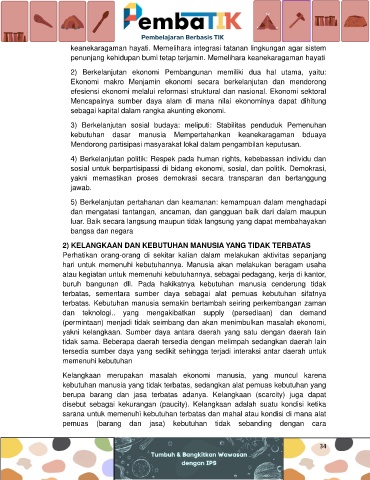 PembaTIK
Pembelajaran Berbasis TIK
keanekaragaman hayati. Memelihara integrasi tatanan lingkungan agar sistem
penunjang kehidupan bumi tetap terjamin. Memelihara keanekaragaman hayati
2) Berkelanjutan ekonomi Pembangunan memiliki dua hal utama, yaitu:
Ekonomi makro Menjamin ekonomi secara berkelanjutan dan mendorong
efesiensi ekonomi melalui reformasi struktural dan nasional. Ekonomi sektoral
Mencapainya sumber daya alam di mana nilai ekonominya dapat dihitung
sebagai kapital dalam rangka akunting ekonomi.
3) Berkelanjutan sosial budaya: meliputi: Stabilitas penduduk Pemenuhan
kebutuhan dasar manusia Mempertahankan keanekaragaman bduaya
Mendorong partisipasi masyarakat lokal dalam pengambilan keputusan.
4) Berkelanjutan politik: Respek pada human rights, kebebassan individu dan
sosial untuk berpartisipassi di bidang ekonomi, sosial, dan politik. Demokrasi,
yakni memastikan proses demokrasi secara transparan dan bertanggung
jawab.
5) Berkelanjutan pertahanan dan keamanan: kemampuan dalam menghadapi
dan mengatasi tantangan, ancaman, dan gangguan baik dari dalam maupun
luar. Baik secara langsung maupun tidak langsung yang dapat membahayakan
bangsa dan negara
2) KELANGKAAN DAN KEBUTUHAN MANUSIA YANG TIDAK TERBATAS
Perhatikan orang-orang di sekitar kalian dalam melakukan aktivitas sepanjang
hari untuk memenuhi kebutuhannya. Manusia akan melakukan beragam usaha
atau kegiatan untuk memenuhi kebutuhannya, sebagai pedagang, kerja di kantor,
buruh bangunan dll. Pada hakikatnya kebutuhan manusia cenderung tidak
terbatas, sementara sumber daya sebagai alat pemuas kebutuhan sifatnya
terbatas. Kebutuhan manusia semakin bertambah seiring perkembangan zaman
dan teknologi., yang mengakibatkan supply (persediaan) dan demand
(permintaan) menjadi tidak seimbang dan akan menimbulkan masalah ekonomi,
yakni kelangkaan. Sumber daya antara daerah yang satu dengan daerah lain
tidak sama. Beberapa daerah tersedia dengan melimpah sedangkan daerah lain
tersedia sumber daya yang sedikit sehingga terjadi interaksi antar daerah untuk
memenuhi kebutuhan
Kelangkaan merupakan masalah ekonomi manusia, yang muncul karena
kebutuhan manusia yang tidak terbatas, sedangkan alat pemuas kebutuhan yang
berupa barang dan jasa terbatas adanya. Kelangkaan (scarcity) juga dapat
disebut sebagai kekurangan (paucity). Kelangkaan adalah suatu kondisi ketika
sarana untuk memenuhi kebutuhan terbatas dan mahal atau kondisi di mana alat
pemuas (barang dan jasa) kebutuhan tidak sebanding dengan cara
34
Tumbuh & Bangkitkan Wawasan
dengan IPS